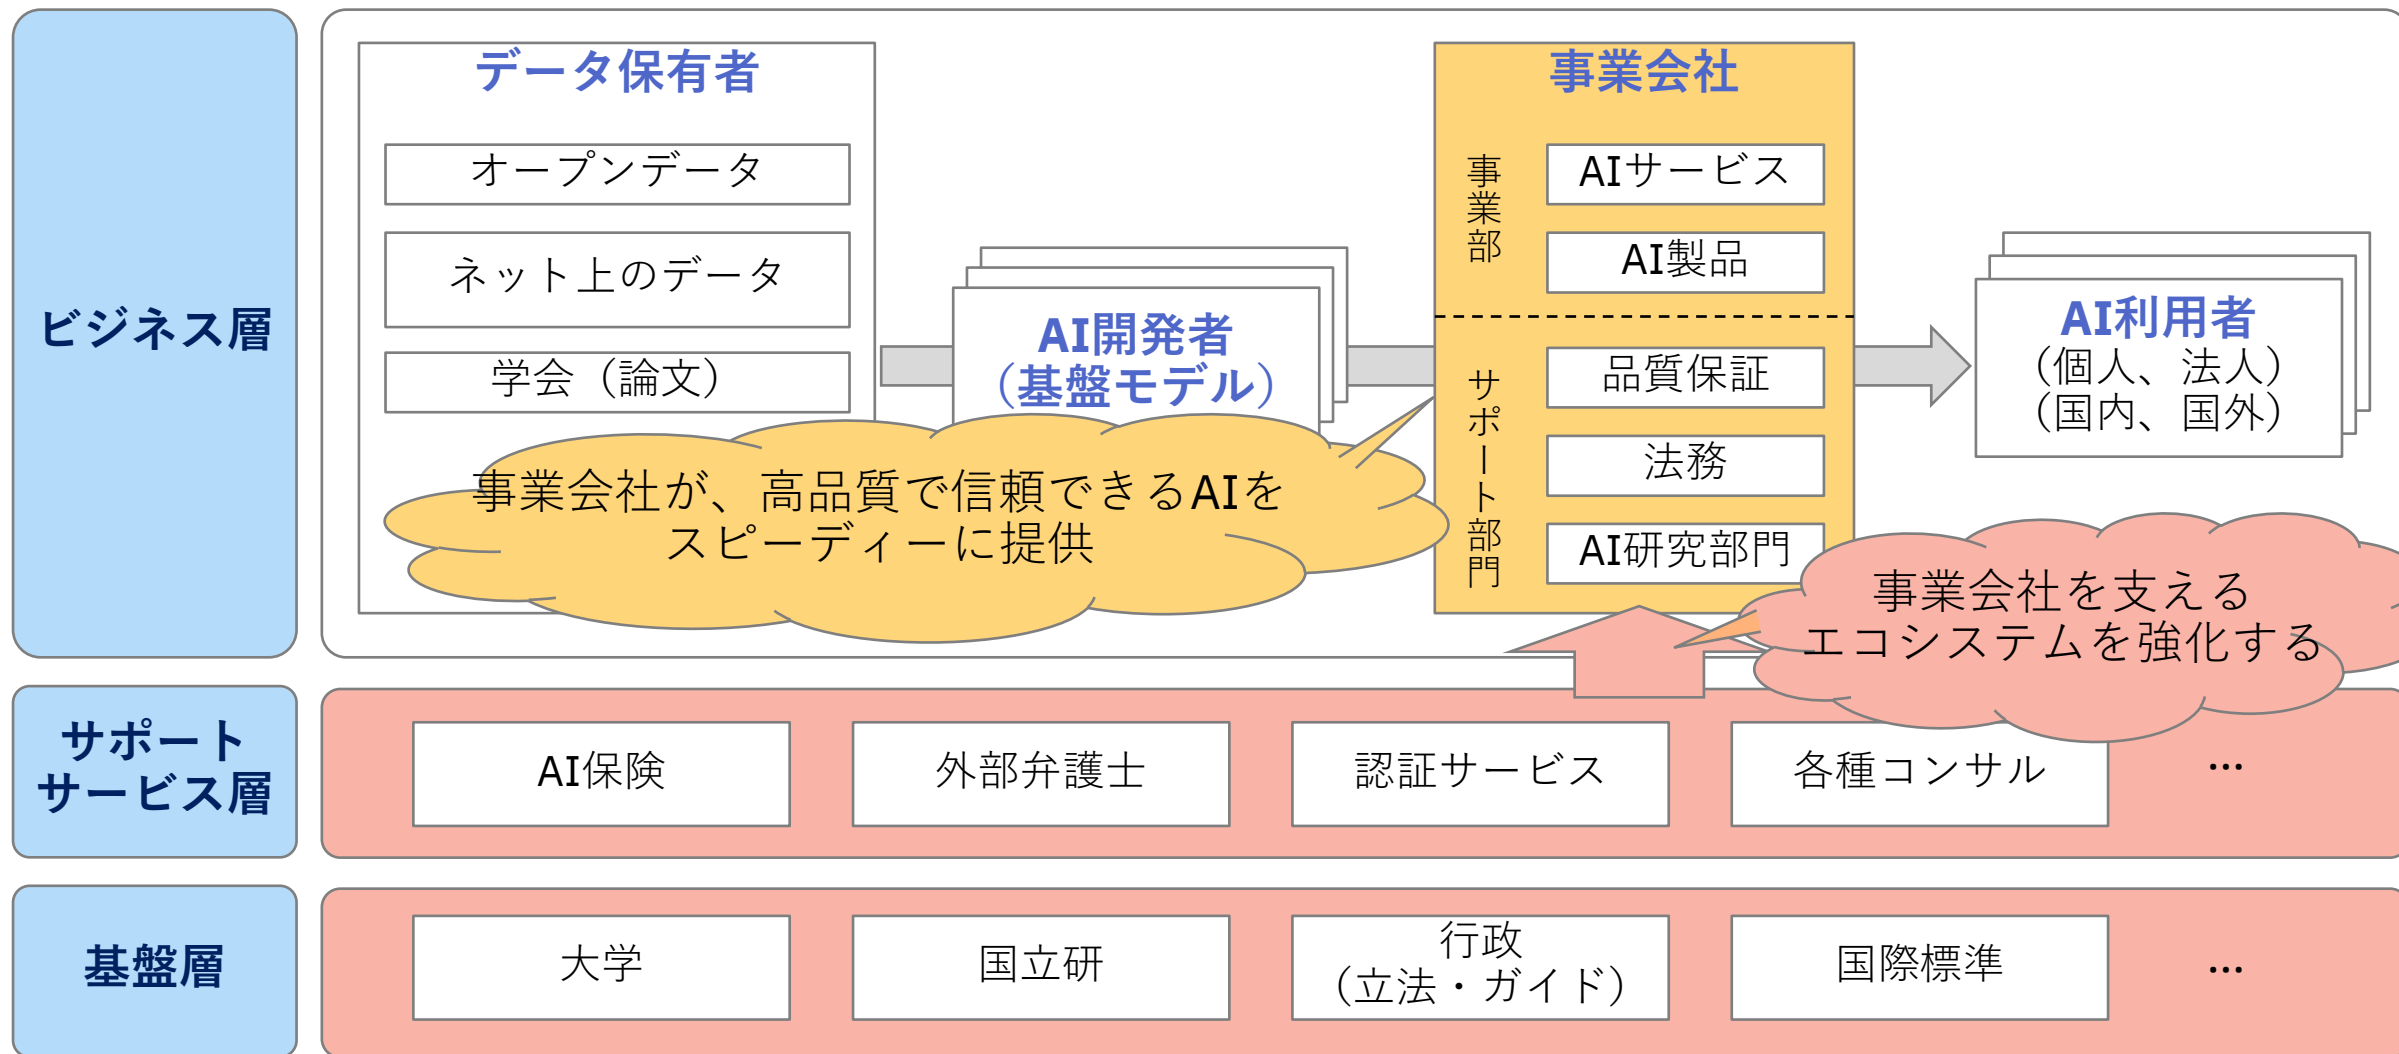 ビジネス層
データ保有者
オープンデータ
ネット上のデータ
学会（論文）
AI開発者
（基盤モデル）
事業会社
事業部
AIサービス
AI製品
サポート部門
品質保証
法務
AI研究部門
AI利用者
（個人、法人）
（国内、国外）
事業会社が、高品質で信頼できるAIを
スピーディーに提供
事業会社を支える
エコシステムを強化する
サポート
サービス層
AI保険
外部弁護士
認証サービス
各種コンサル
…
基盤層
大学
国立研
行政
（立法・ガイド）
国際標準
…